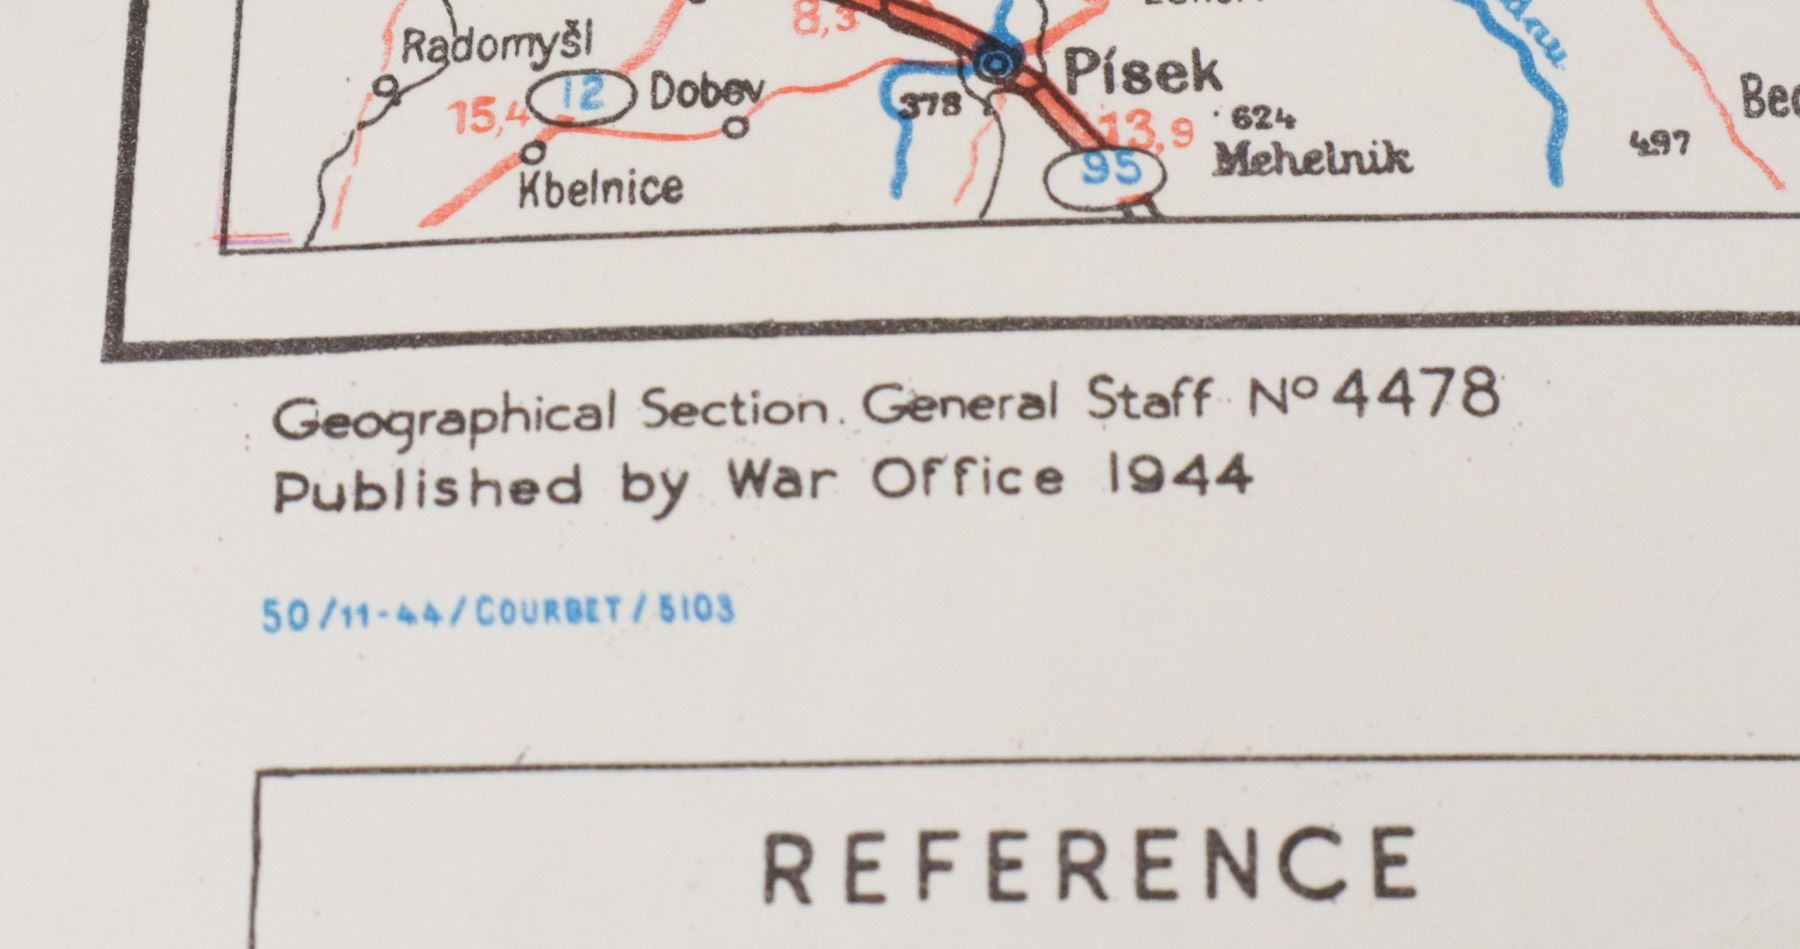 8,3
Radomyšl
12
Dobev
15,4
Kbelnice
Písek
378
13,9
624
Mehelnik
95
497
Geographical Section. General Staff Nº 4478
Published by War Office 1944
50/11-44/COURBET/5103
REFERENCE